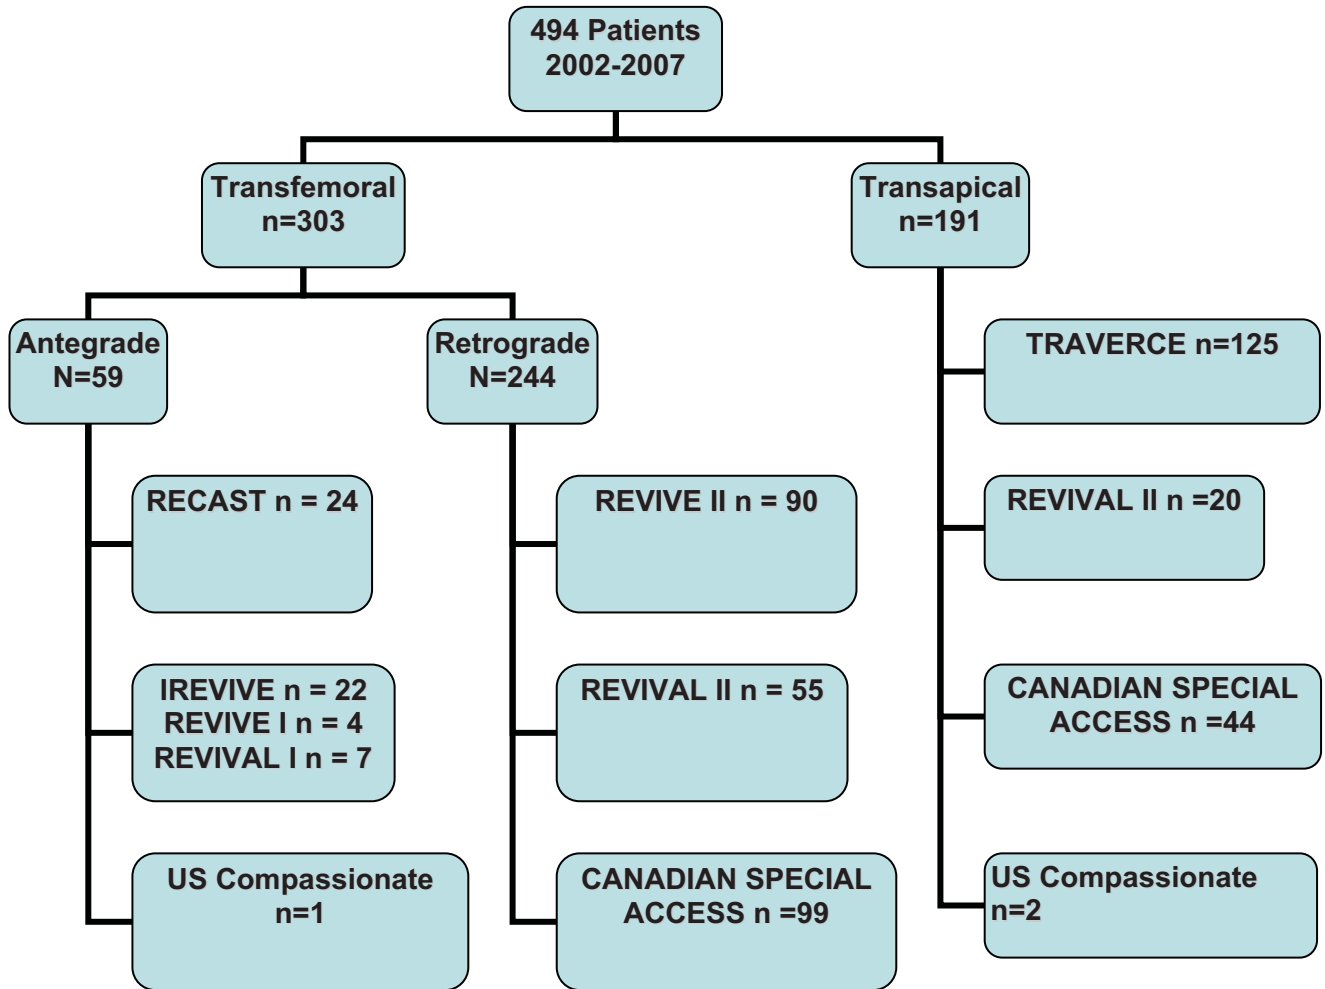 494 Patients
2002-2007
Transfemoral
n=303
Transapical
n=191
Antegrade
N=59
Retrograde
N=244
TRAVERCE n=125
RECAST n = 24
REVIVE II n = 90
REVIVAL II n =20
IREVIVE n = 22
REVIVE I n = 4
REVIVAL I n = 7
REVIVAL II n = 55
CANADIAN SPECIAL
ACCESS n =44
US Compassionate
n=1
CANADIAN SPECIAL
ACCESS n =99
US Compassionate
n=2